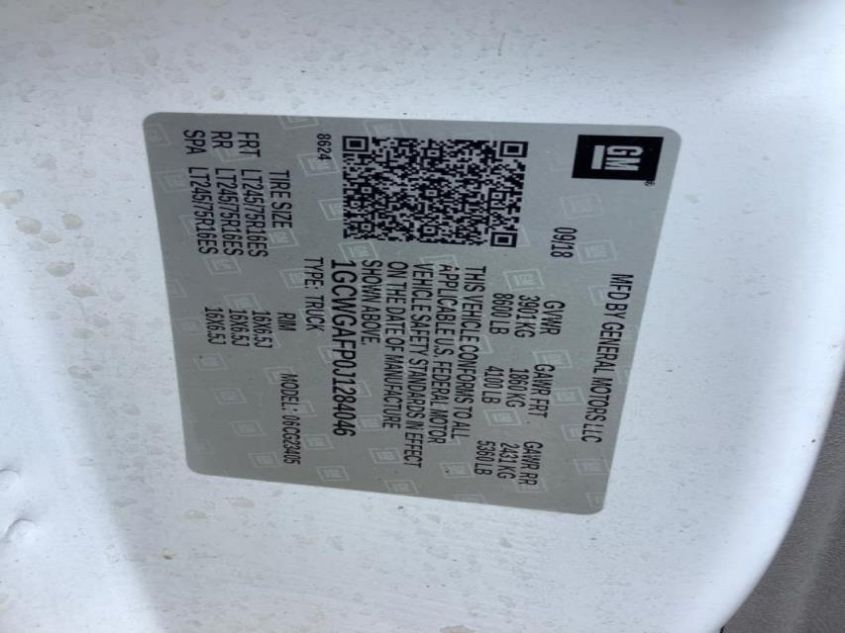 GM
MFD BY GENERAL MOTORS LLC
09/18
GVWR GAWR FRT GAWR RR
3901 KG 1860 KG 2431 KG
8600 LB 4100 LB 5360 LB
THIS VEHICLE CONFORMS TO ALL
APPLICABLE U.S. FEDERAL MOTOR
VEHICLE SAFETY STANDARDS IN EFFECT
ON THE DATE OF MANUFACTURE
SHOWN ABOVE.
1GCWGAFP0J1284046
8624
TYPE: TRUCK MODEL: 06CG23405
TIRE SIZE RIM
FRT LT245/75R16ES 16X6.5J
RR LT245/75R16ES 16X6.5J
SPA LT245/75R16ES 16X6.5J